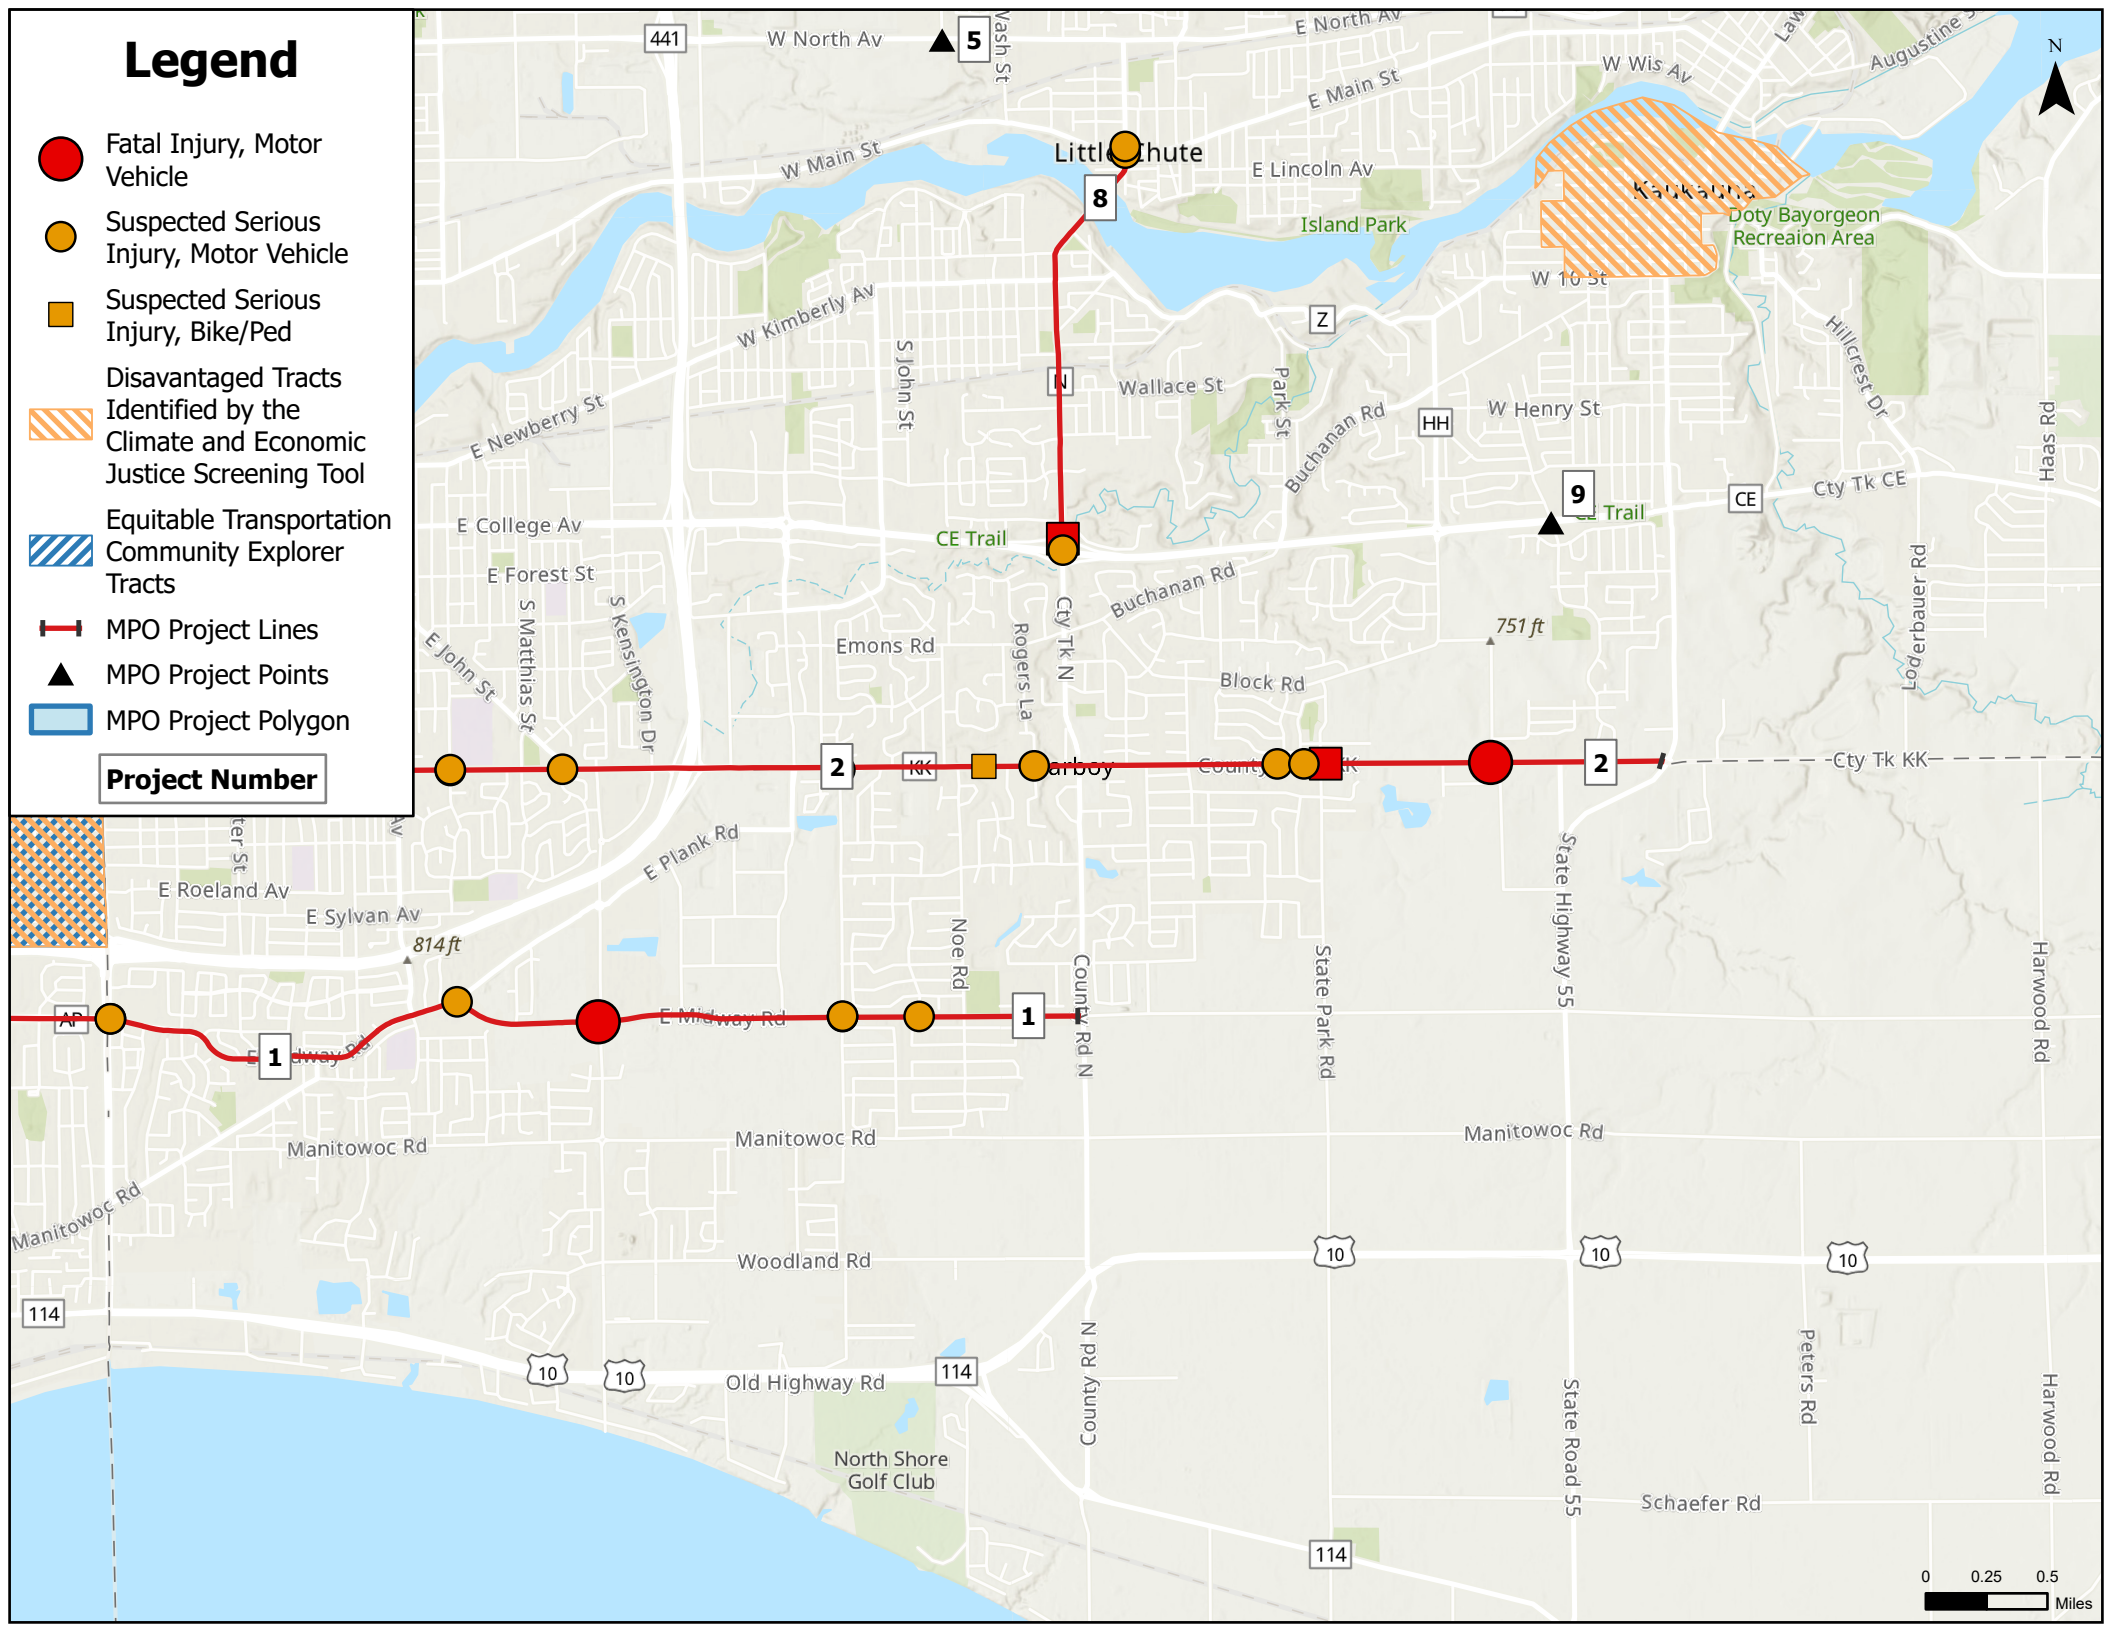 Legend
Fatal Injury, Motor
Vehicle
Suspected Serious
Injury, Motor Vehicle
Suspected Serious
Injury, Bike/Ped
Disavantaged Tracts
Identified by the
Climate and Economic
Justice Screening Tool
Equitable Transportation
Community Explorer
Tracts
MPO Project Lines
MPO Project Points
MPO Project Polygon
Project Number
441
W North Av
5
E North Av
W Wis Av
Augustine
N
E Main St
W Main St
Little Chute
E Lincoln Av
8
Island Park
Kaukauna
Doty Bayorgeon
Recreaion Area
W 10 St
Z
W Kimberly Av
S John St
N
Wallace St
Park St
Buchanan Rd
HH
W Henry St
Hillcrest Dr
Haas Rd
E Newberry St
9
CE
Cty Tk CE
E College Av
CE Trail
CE Trail
E Forest St
Buchanan Rd
S Matthias St
S Kensington Dr
E John St
Emons Rd
Rogers La
Cty Tk N
751 ft
Block Rd
Loderbauer Rd
2
KK
arboy
County
KK
2
Cty Tk KK
ter St
Av
E Plank Rd
E Roeland Av
E Sylvan Av
814 ft
Noe Rd
State Highway 55
State Park Rd
County Rd N
Harwood Rd
AP
E Midway Rd
1
1
Manitowoc Rd
Manitowoc Rd
Manitowoc Rd
Manitowoc Rd
Woodland Rd
10
10
10
114
10
10
Old Highway Rd
114
County Rd N
Peters Rd
State Road 55
Harwood Rd
North Shore
Golf Club
Schaefer Rd
114
0 0.25 0.5
Miles